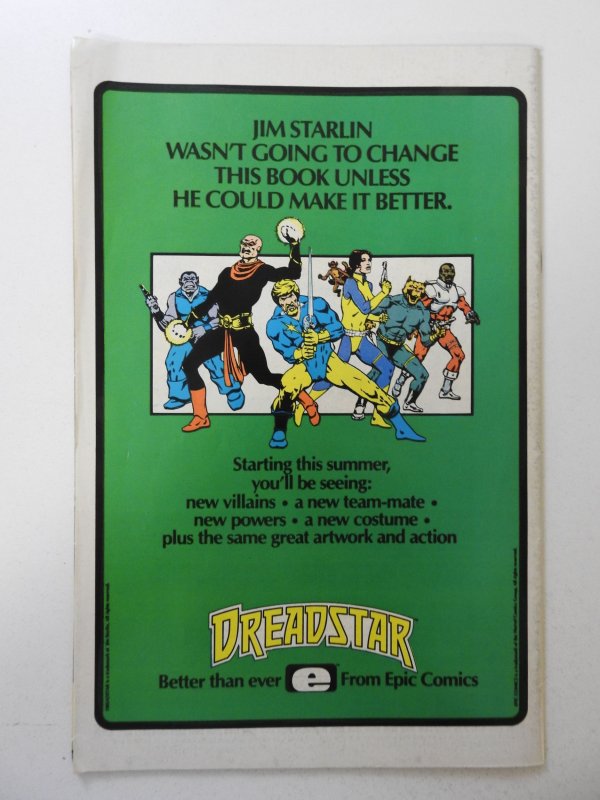 JIM STARLIN
WASN'T GOING TO CHANGE
THIS BOOK UNLESS
HE COULD MAKE IT BETTER.
Starting this summer,
you'll be seeing:
new villains • a new team-mate •
new powers • a new costume •
plus the same great artwork and action
DREADSTAR
Better than ever e From Epic Comics